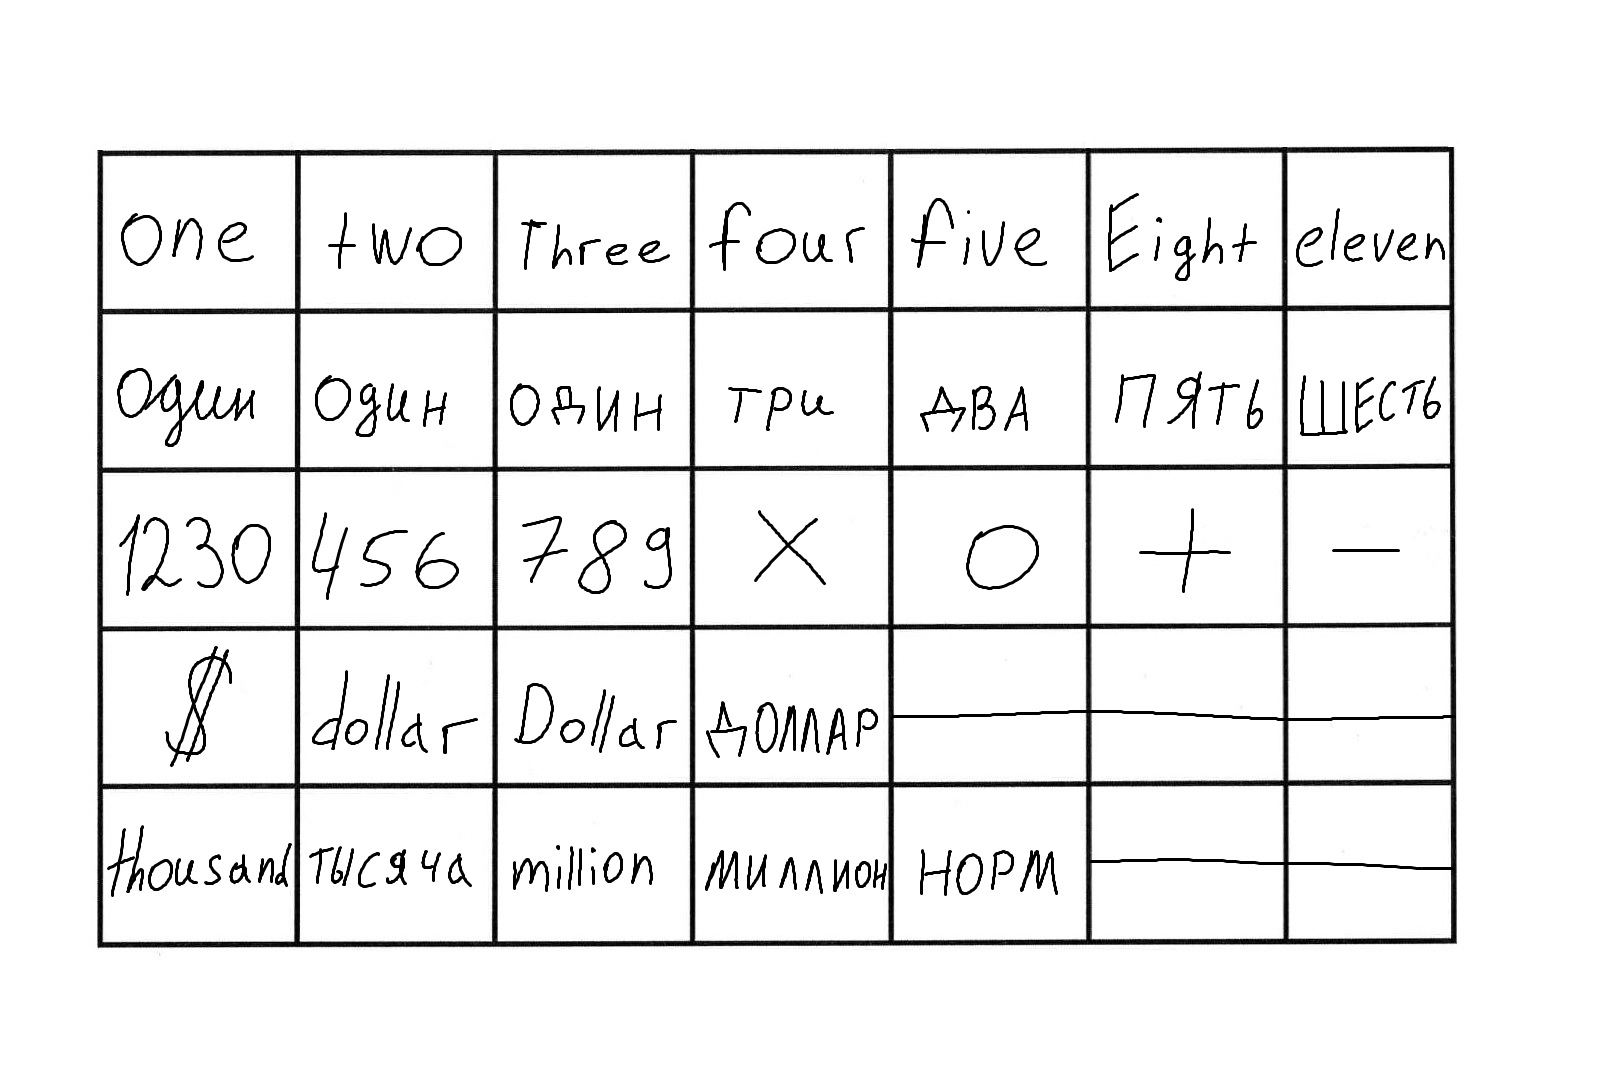 one two Three four five Eight eleven
один один один три ДВА ПЯТЬ ШЕСТЬ
1230 456 789 × O + —
$ dollar Dollar ДОЛЛАР
thousand тысяча million миллион НОРМ